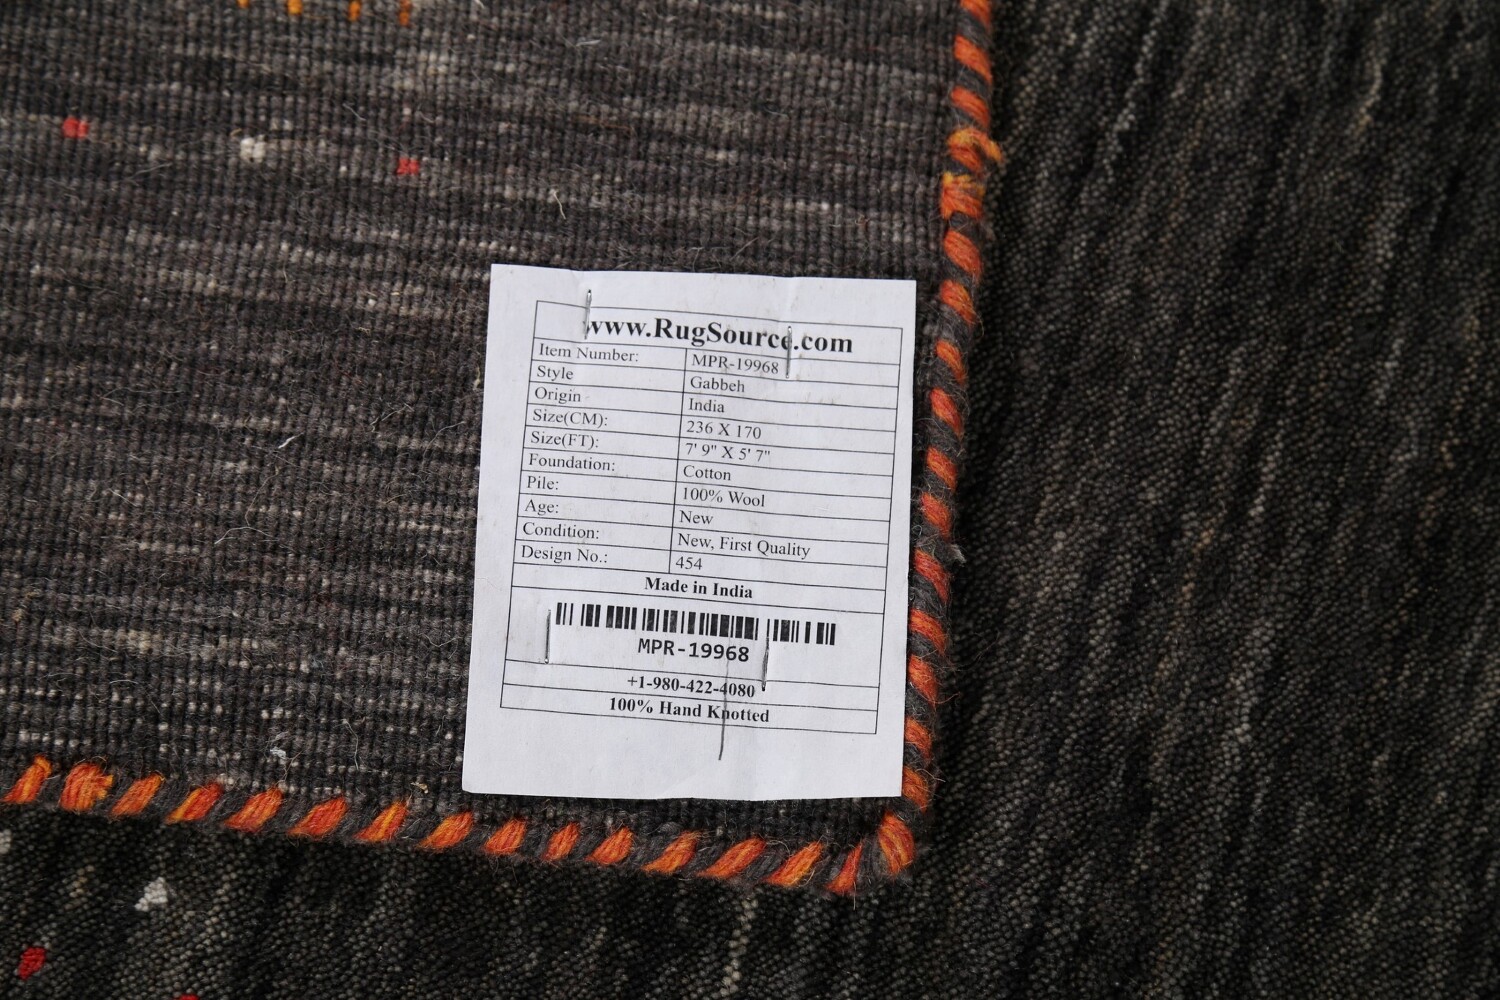 www.RugSource.com
Item Number: MPR-19968
Style Gabbeh
Origin India
Size(CM): 236 X 170
Size(FT): 7' 9" X 5' 7"
Foundation: Cotton
Pile: 100% Wool
Age: New
Condition: New, First Quality
Design No.: 454
Made in India
MPR-19968
+1-980-422-4080
100% Hand Knotted